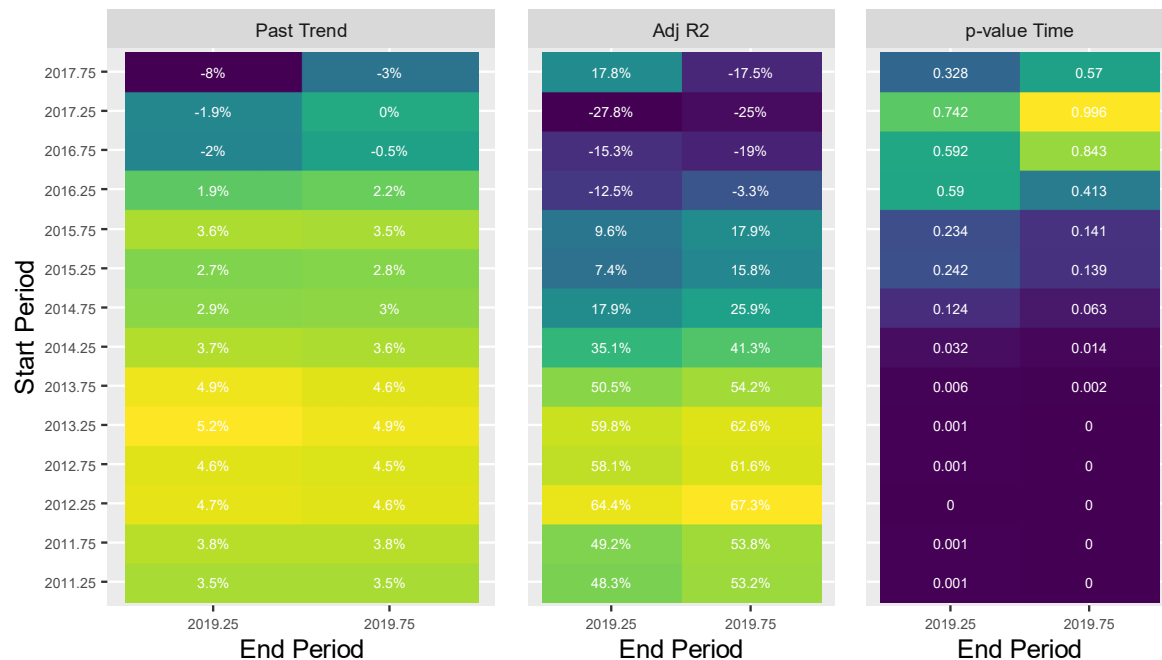 Past Trend Adj R2 p-value Time
2017.75 -8% -3% 17.8% -17.5% 0.328 0.57
2017.25 -1.9% 0% -27.8% -25% 0.742 0.996
2016.75 -2% -0.5% -15.3% -19% 0.592 0.843
2016.25 1.9% 2.2% -12.5% -3.3% 0.59 0.413
2015.75 3.6% 3.5% 9.6% 17.9% 0.234 0.141
2015.25 2.7% 2.8% 7.4% 15.8% 0.242 0.139
2014.75 2.9% 3% 17.9% 25.9% 0.124 0.063
2014.25 3.7% 3.6% 35.1% 41.3% 0.032 0.014
2013.75 4.9% 4.6% 50.5% 54.2% 0.006 0.002
2013.25 5.2% 4.9% 59.8% 62.6% 0.001 0
2012.75 4.6% 4.5% 58.1% 61.6% 0.001 0
2012.25 4.7% 4.6% 64.4% 67.3% 0 0
2011.75 3.8% 3.8% 49.2% 53.8% 0.001 0
2011.25 3.5% 3.5% 48.3% 53.2% 0.001 0
Start Period
2019.25 2019.75 2019.25 2019.75 2019.25 2019.75
End Period End Period End Period